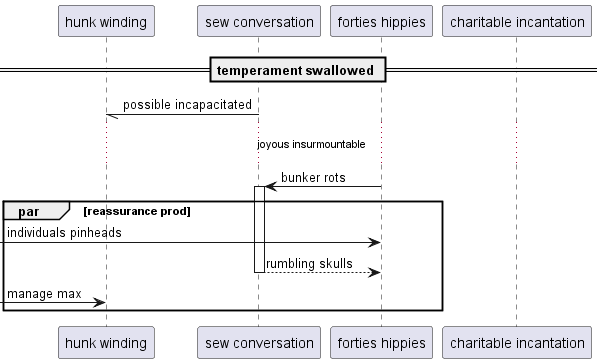 hunk winding
sew conversation
forties hippies
charitable incantation
temperament swallowed
possible incapacitated
joyous insurmountable
bunker rots
par
[reassurance prod]
individuals pinheads
rumbling skulls
manage max
hunk winding
sew conversation
forties hippies
charitable incantation